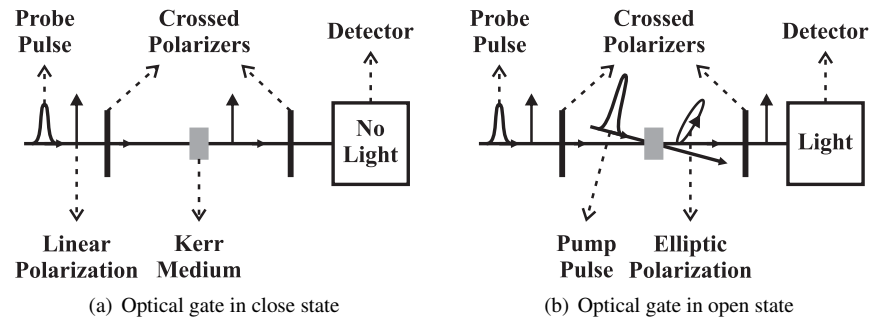 Probe
Pulse
Crossed
Polarizers
Detector
No
Light
Linear
Polarization
Kerr
Medium
(a) Optical gate in close state
Probe
Pulse
Crossed
Polarizers
Detector
Light
Pump
Pulse
Elliptic
Polarization
(b) Optical gate in open state